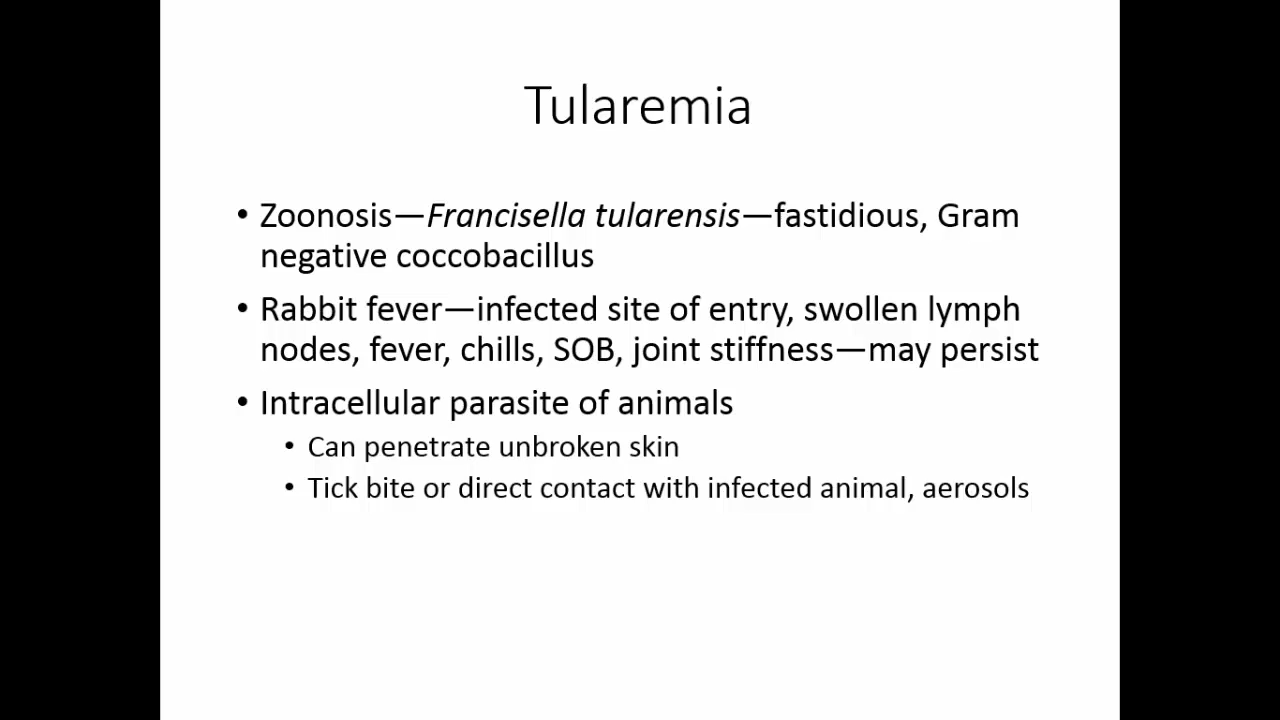 Tularemia
• Zoonosis—Francisella tularensis—fastidious, Gram
negative coccobacillus
• Rabbit fever—infected site of entry, swollen lymph
nodes, fever, chills, SOB, joint stiffness—may persist
• Intracellular parasite of animals
• Can penetrate unbroken skin
• Tick bite or direct contact with infected animal, aerosols